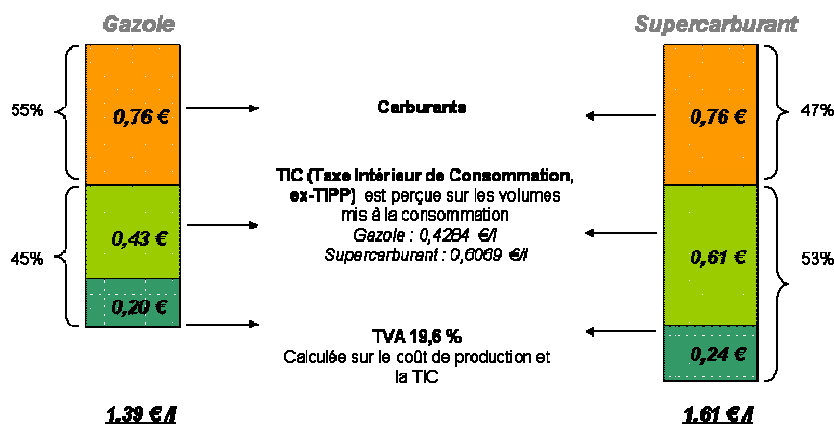 Gazole
Supercarburant
55%
0,76 €
Carburants
0,76 €
47%
TIC (Taxe Intérieur de Consommation,
ex-TIPP) est perçue sur les volumes
mis à la consommation
Gazole : 0,4284 €/l
Supercarburant : 0,6069 €/l
45%
0,43 €
0,20 €
0,61 €
53%
TVA 19,6 %
Calculée sur le coût de production et
la TIC
0,24 €
1.39 €/l
1.61 €/l